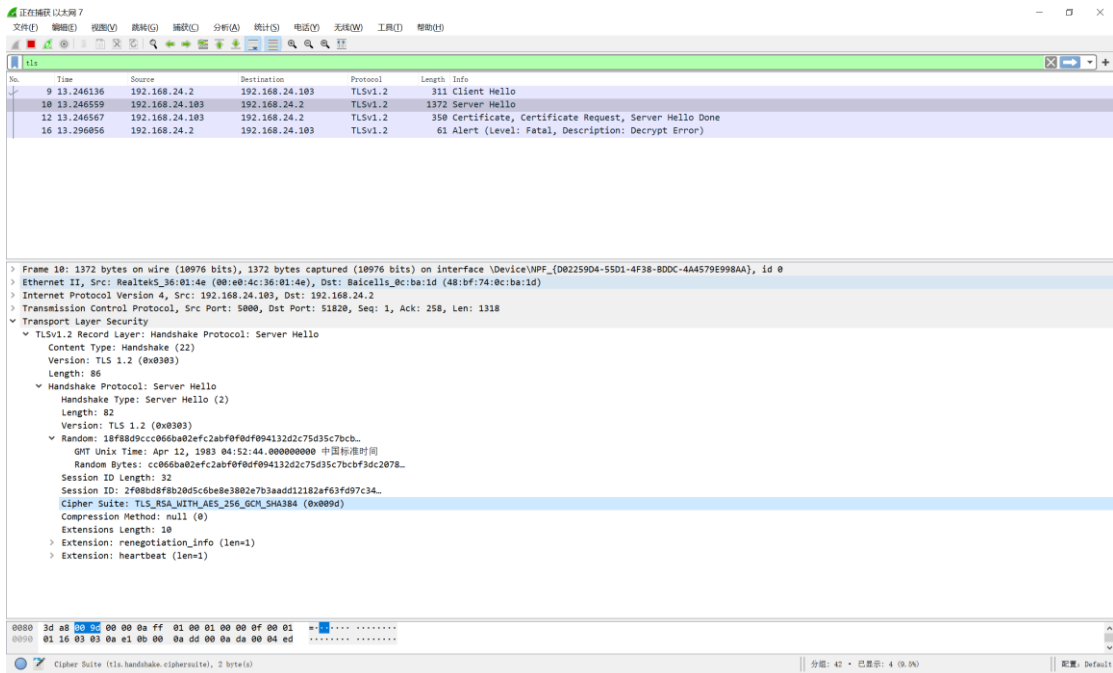 正在捕获 以太网 7
文件(F) 编辑(E) 视图(V) 跳转(G) 捕获(C) 分析(A) 统计(S) 电话(Y) 无线(W) 工具(T) 帮助(H)
tls
No. Time Source Destination Protocol Length Info
9 13.246136 192.168.24.2 192.168.24.103 TLSv1.2 311 Client Hello
10 13.246559 192.168.24.103 192.168.24.2 TLSv1.2 1372 Server Hello
12 13.246567 192.168.24.103 192.168.24.2 TLSv1.2 350 Certificate, Certificate Request, Server Hello Done
16 13.296056 192.168.24.2 192.168.24.103 TLSv1.2 61 Alert (Level: Fatal, Description: Decrypt Error)
Frame 10: 1372 bytes on wire (10976 bits), 1372 bytes captured (10976 bits) on interface \Device\NPF_{D02259D4-55D1-4F38-BDDC-4A4579E998AA}, id 0
Ethernet II, Src: RealtekS_36:01:4e (00:e0:4c:36:01:4e), Dst: Baicells_0c:ba:1d (48:bf:74:0c:ba:1d)
Internet Protocol Version 4, Src: 192.168.24.103, Dst: 192.168.24.2
Transmission Control Protocol, Src Port: 5000, Dst Port: 51820, Seq: 1, Ack: 258, Len: 1318
Transport Layer Security
TLSv1.2 Record Layer: Handshake Protocol: Server Hello
Content Type: Handshake (22)
Version: TLS 1.2 (0x0303)
Length: 86
Handshake Protocol: Server Hello
Handshake Type: Server Hello (2)
Length: 82
Version: TLS 1.2 (0x0303)
Random: 18f88d9ccc066ba02efc2abf0f0df094132d2c75d35c7bcb…
GMT Unix Time: Apr 12, 1983 04:52:44.000000000 中国标准时间
Random Bytes: cc066ba02efc2abf0f0df094132d2c75d35c7bcbf3dc2078…
Session ID Length: 32
Session ID: 2f08bd8f8b20d5c6be8e3802e7b3aadd12182af63fd97c34…
Cipher Suite: TLS_RSA_WITH_AES_256_GCM_SHA384 (0x009d)
Compression Method: null (0)
Extensions Length: 10
Extension: renegotiation_info (len=1)
Extension: heartbeat (len=1)
0080 3d a8 00 9d 00 00 0a ff 01 00 01 00 00 0f 00 01 =······· ········
0090 01 16 03 03 0a e1 0b 00 0a dd 00 0a da 00 04 ed ········ ········
Cipher Suite (tls.handshake.ciphersuite), 2 byte(s) 分组: 42 · 已显示: 4 (9.5%) 配置: Default